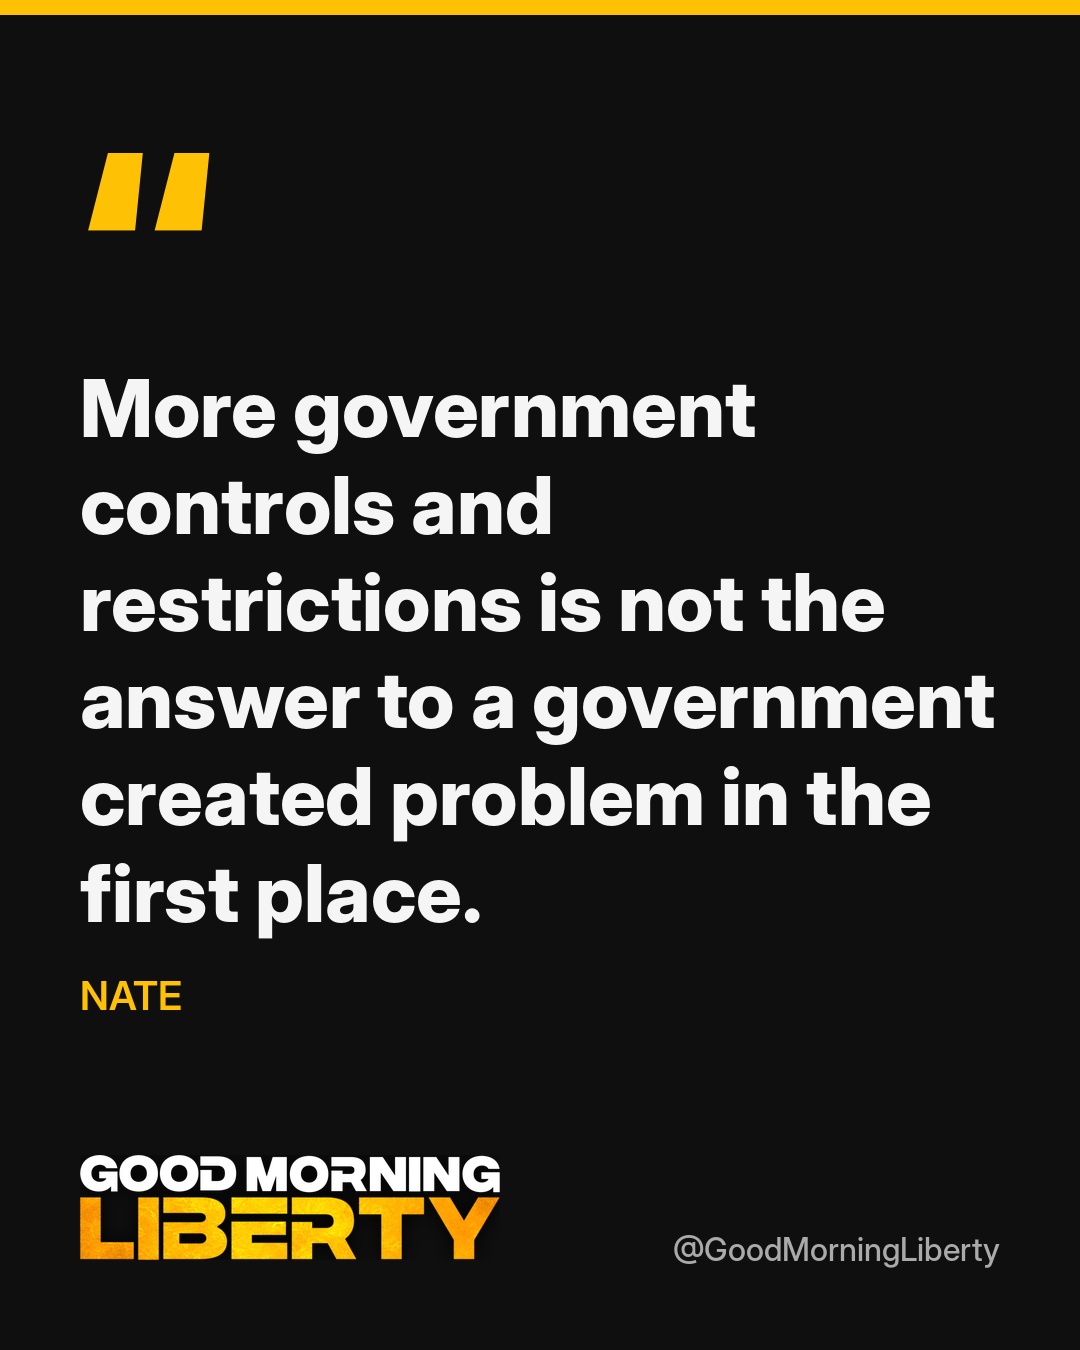 "
More government
controls and
restrictions is not the
answer to a government
created problem in the
first place.
NATE
GOOD MORNING
LIBERTY
@GoodMorningLiberty